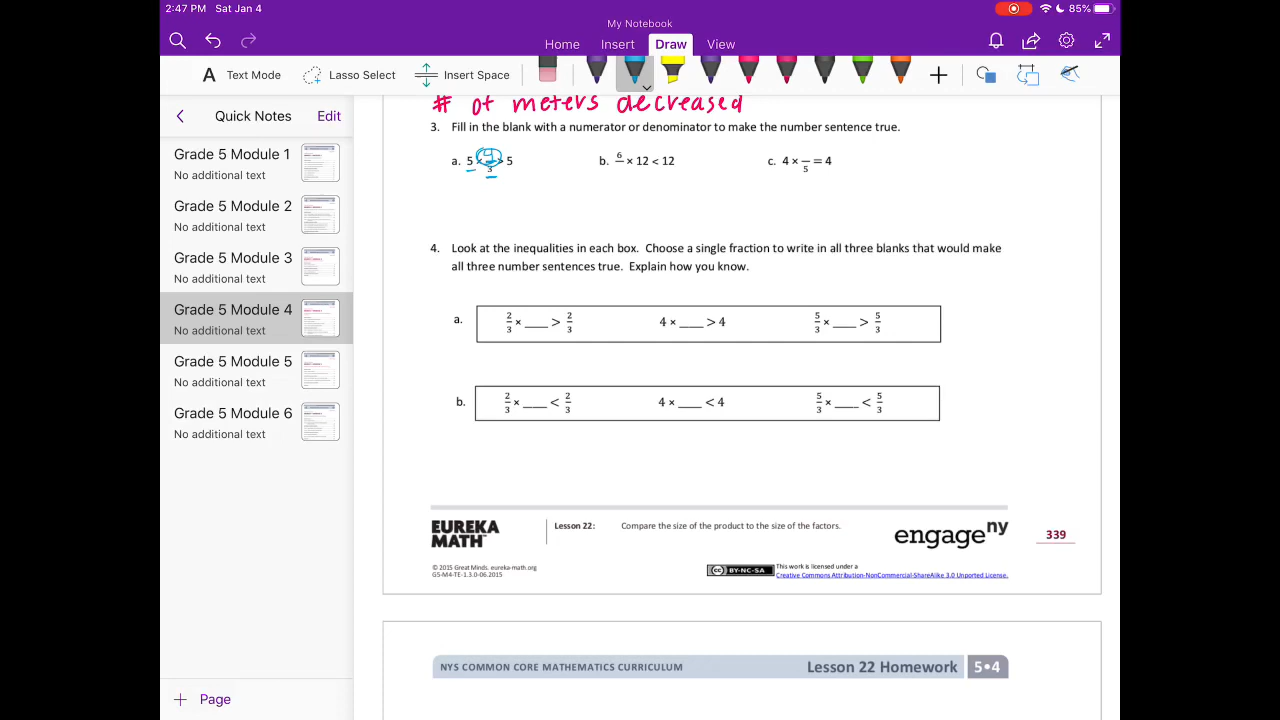 2:47 PM Sat Jan 4
85%
My Notebook
Home Insert Draw View
Text Mode Lasso Select Insert Space
Quick Notes Edit
Grade 5 Module 1
No additional text
Grade 5 Module 2
No additional text
Grade 5 Module 3
No additional text
Grade 5 Module 4
No additional text
Grade 5 Module 5
No additional text
Grade 5 Module 6
No additional text
Page
# of meters decreased
3. Fill in the blank with a numerator or denominator to make the number sentence true.
a. 5 > 5 b. 6/ × 12 < 12 c. 4 × /5 = 4
4. Look at the inequalities in each box. Choose a single fraction to write in all three blanks that would make
all three number sentences true. Explain how you know.
a. 2/3 × ____ > 2/3 4 × ____ > 4 5/3 × ____ > 5/3
b. 2/3 × ____ < 2/3 4 × ____ < 4 5/3 × ____ < 5/3
EUREKA MATH™
Lesson 22: Compare the size of the product to the size of the factors.
engageny
339
© 2015 Great Minds. eureka-math.org
G5-M4-TE-1.3.0-06.2015
CC BY-NC-SA
This work is licensed under a
Creative Commons Attribution-NonCommercial-ShareAlike 3.0 Unported License.
NYS COMMON CORE MATHEMATICS CURRICULUM Lesson 22 Homework 5•4